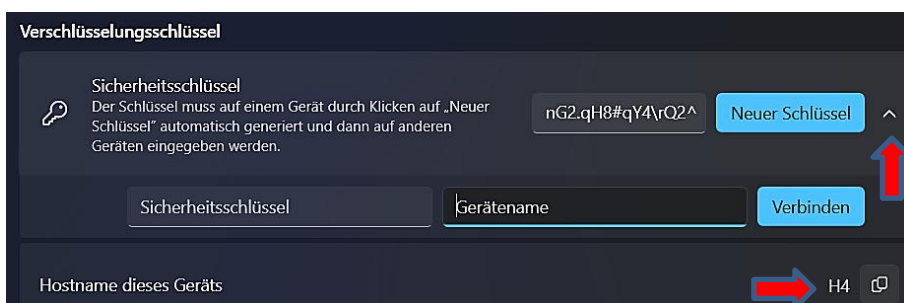 Verschlüsselungsschlüssel
Sicherheitsschlüssel
Der Schlüssel muss auf einem Gerät durch Klicken auf „Neuer
Schlüssel" automatisch generiert und dann auf anderen
Geräten eingegeben werden.
nG2.qH8#qY4\rQ2^
Neuer Schlüssel
Sicherheitsschlüssel
Gerätename
Verbinden
Hostname dieses Geräts
H4